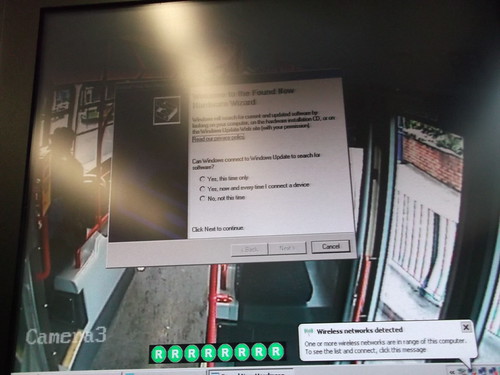 to the Found New
Wizard
Windows will search for current and updated software by
looking on your computer, on the hardware installation CD, or on
the Windows Update Web site (with your permission).
Read our privacy policy
Can Windows connect to Windows Update to search for
software?
Yes, this time only
Yes, now and every time I connect a device
No, not this time
Click Next to continue.
< Back
Next >
Cancel
Camera3
R R R R R R R R
Wireless networks detected
One or more wireless networks are in range of this computer.
To see the list and connect, click this message